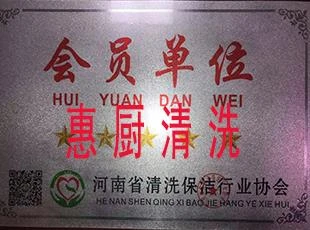 会员单位
HUI YUAN DAN WEI
惠厨清洗
河南省清洗保洁行业协会
HE NAN SHEN QING XI BAO JIE HANG YE XIE HUI